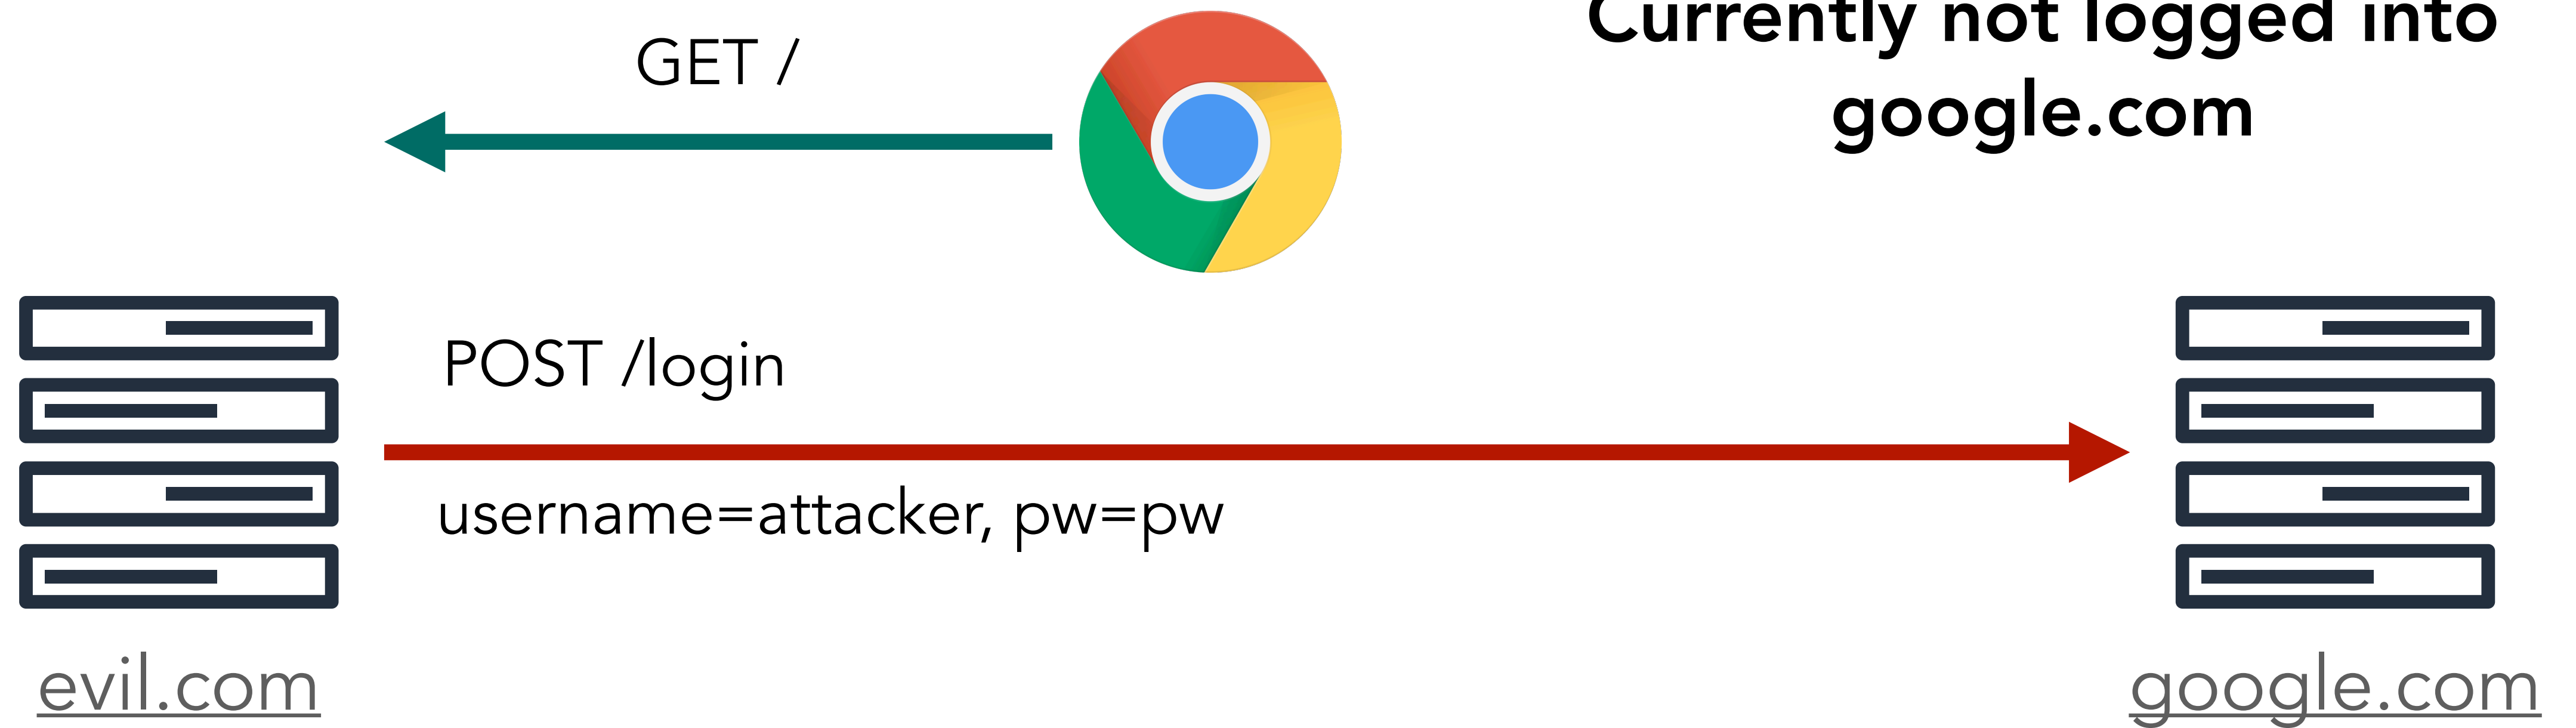 Currently not logged into
google.com
GET /
POST /login
username=attacker, pw=pw
evil.com
google.com